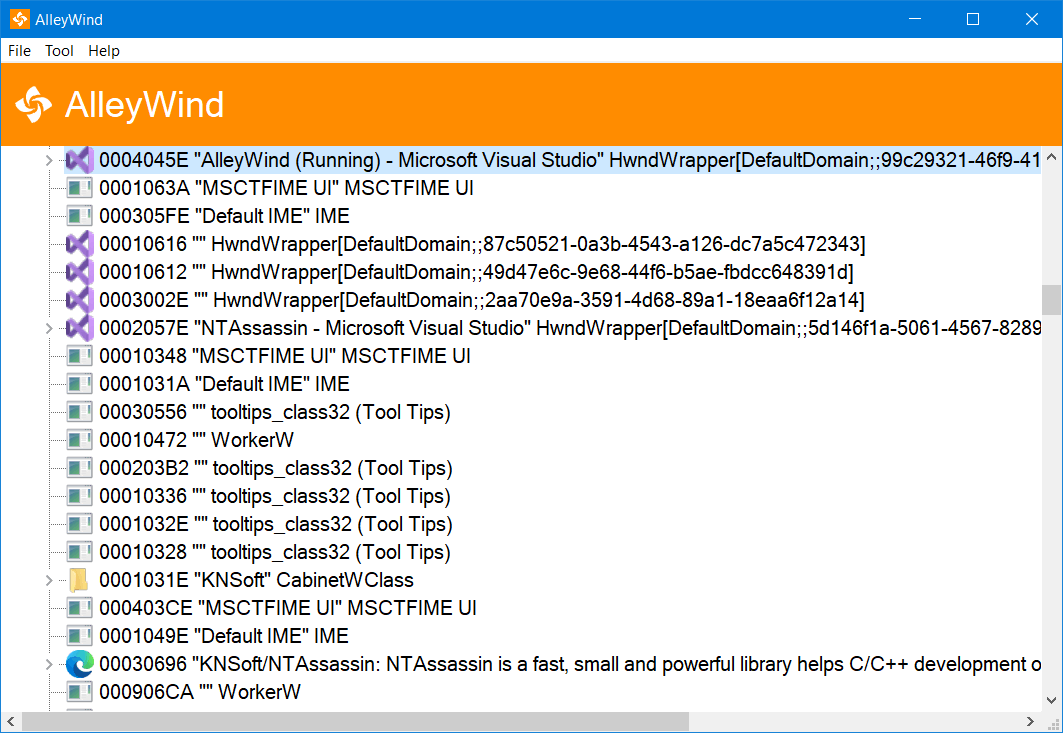 AlleyWind
File Tool Help
AlleyWind
0004045E "AlleyWind (Running) - Microsoft Visual Studio" HwndWrapper[DefaultDomain;;99c29321-46f9-41
0001063A "MSCTFIME UI" MSCTFIME UI
000305FE "Default IME" IME
00010616 "" HwndWrapper[DefaultDomain;;87c50521-0a3b-4543-a126-dc7a5c472343]
00010612 "" HwndWrapper[DefaultDomain;;49d47e6c-9e68-44f6-b5ae-fbdcc648391d]
0003002E "" HwndWrapper[DefaultDomain;;2aa70e9a-3591-4d68-89a1-18eaa6f12a14]
0002057E "NTAssassin - Microsoft Visual Studio" HwndWrapper[DefaultDomain;;5d146f1a-5061-4567-8289
00010348 "MSCTFIME UI" MSCTFIME UI
0001031A "Default IME" IME
00030556 "" tooltips_class32 (Tool Tips)
00010472 "" WorkerW
000203B2 "" tooltips_class32 (Tool Tips)
00010336 "" tooltips_class32 (Tool Tips)
0001032E "" tooltips_class32 (Tool Tips)
00010328 "" tooltips_class32 (Tool Tips)
0001031E "KNSoft" CabinetWClass
000403CE "MSCTFIME UI" MSCTFIME UI
0001049E "Default IME" IME
00030696 "KNSoft/NTAssassin: NTAssassin is a fast, small and powerful library helps C/C++ development o
000906CA "" WorkerW